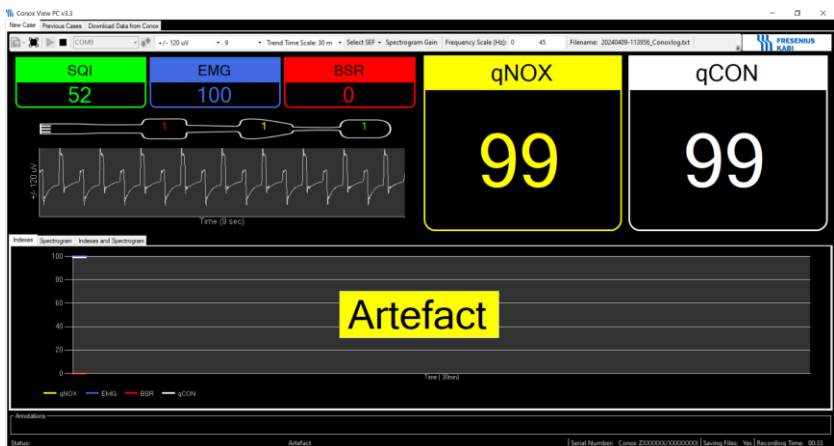 Conox View PC v3.3
New Case Previous Cases Download Data from Conox
COM9 +/- 120 uV 9 Trend Time Scale: 30 m Select SEF Spectrogram Gain Frequency Scale (Hz): 0 45 Filename: 20240409-113956_Conoxlog.txt
FRESENIUS
KABI
SQI EMG BSR qNOX qCON
52 100 0
1 1 1
99 99
+/- 120 uV
Time (9 sec)
Indexes Spectrogram Indexes and Spectrogram
100
80
60
40
20
0
Artefact
Time ( 30min)
qNOX EMG BSR qCON
Annotations
Status: Artefact Serial Number: Conox ZXXXXXX/XXXXXXXX Saving Files: Yes Recording Time: 00.33